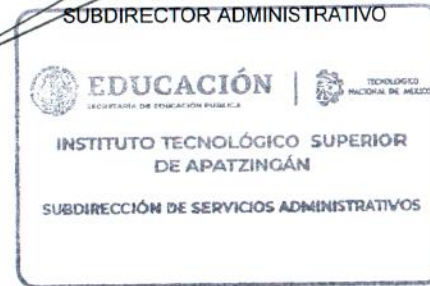 SUBDIRECTOR ADMINISTRATIVO
EDUCACIÓN
SECRETARÍA DE EDUCACIÓN PÚBLICA
TECNOLÓGICO
NACIONAL DE MÉXICO
INSTITUTO TECNOLÓGICO SUPERIOR
DE APATZINGÁN
SUBDIRECCIÓN DE SERVICIOS ADMINISTRATIVOS